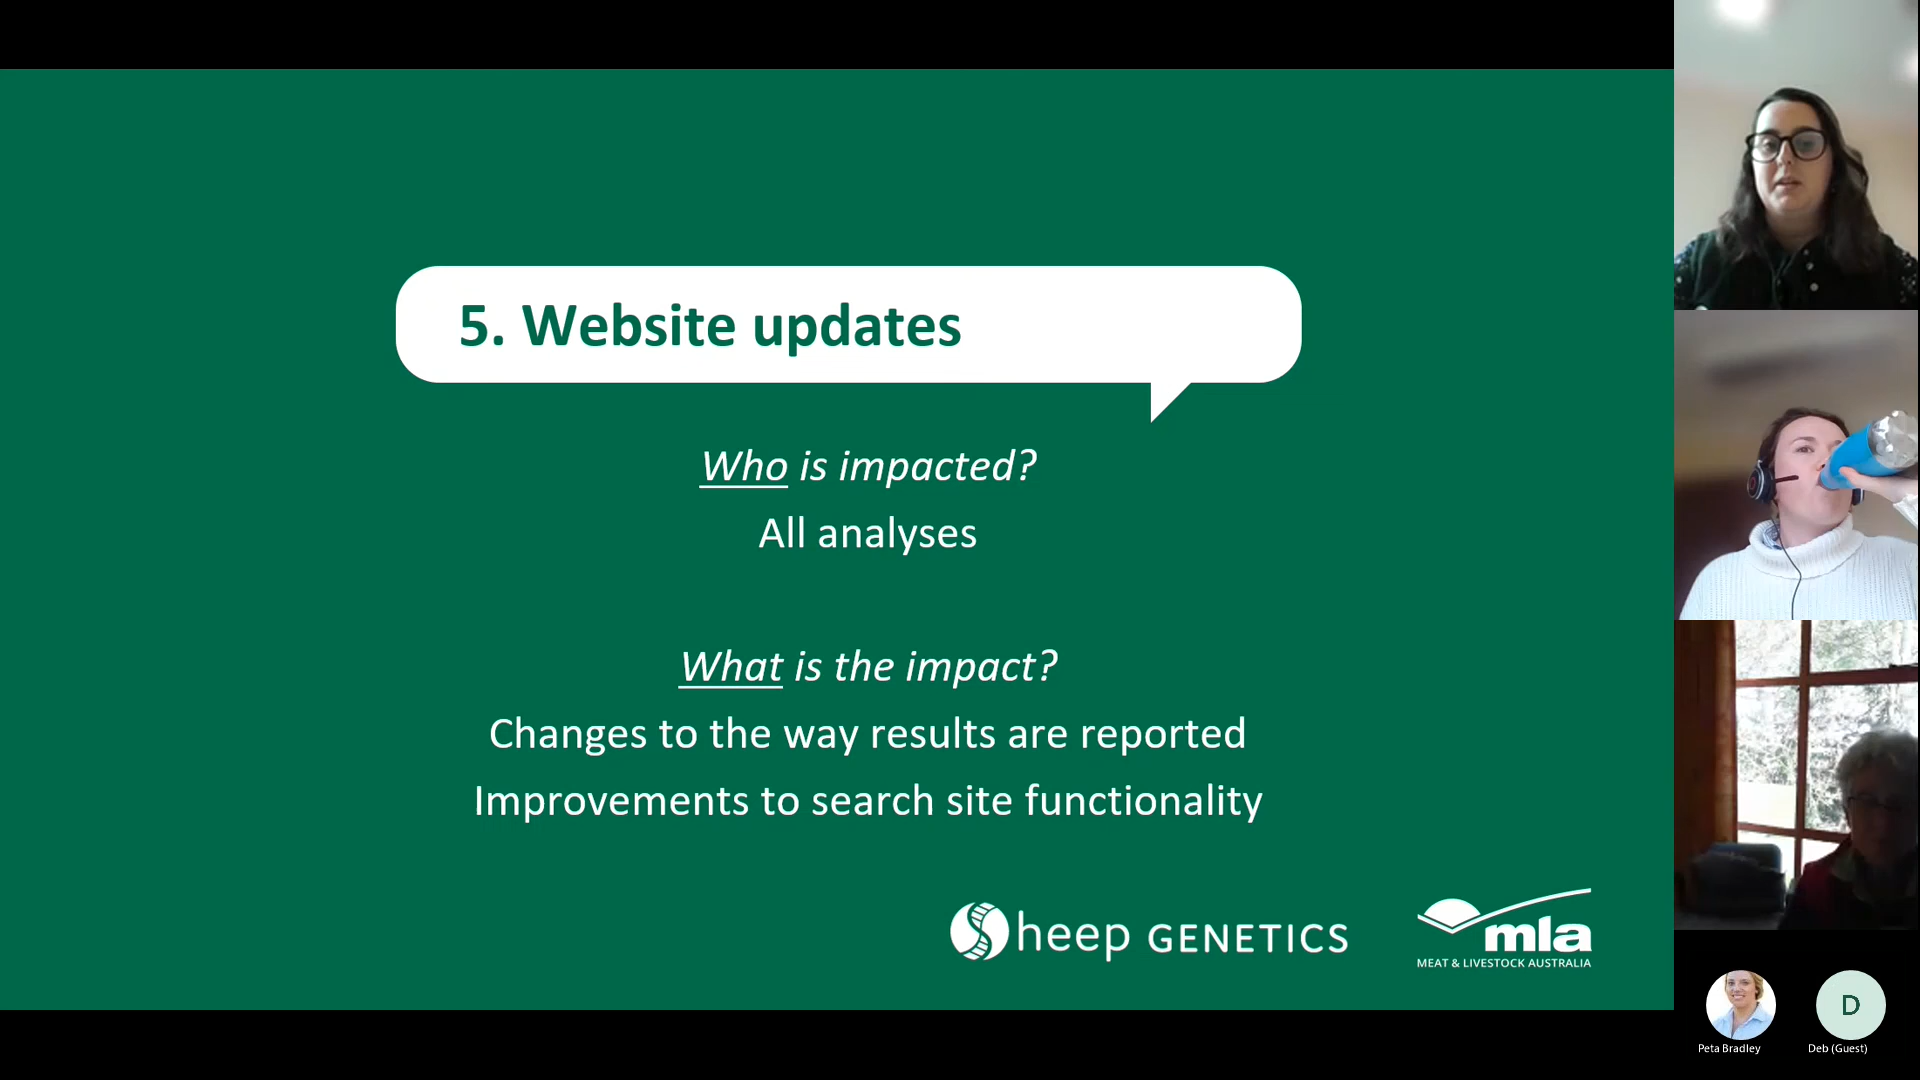 5. Website updates
Who is impacted?
All analyses
What is the impact?
Changes to the way results are reported
Improvements to search site functionality
Sheep GENETICS
mla
MEAT & LIVESTOCK AUSTRALIA
D
Peta Bradley
Deb (Guest)